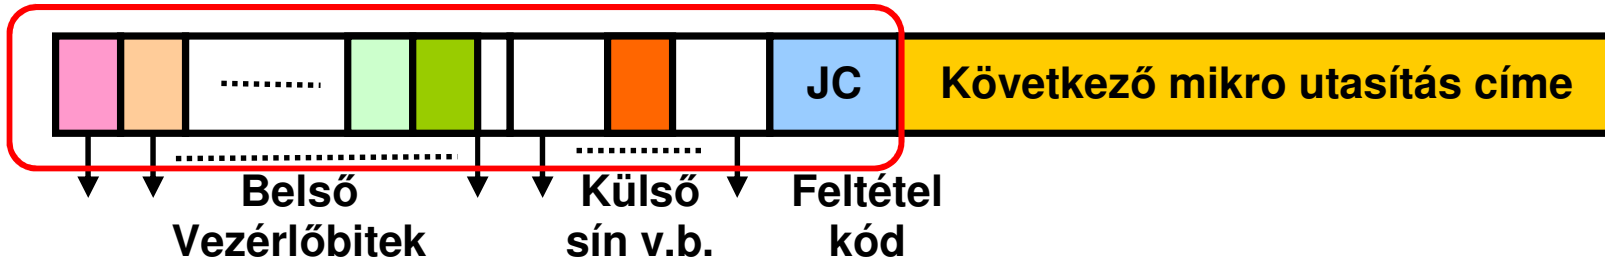 JC
Következő mikro utasítás címe
Belső
Vezérlőbitek
Külső
sín v.b.
Feltétel
kód